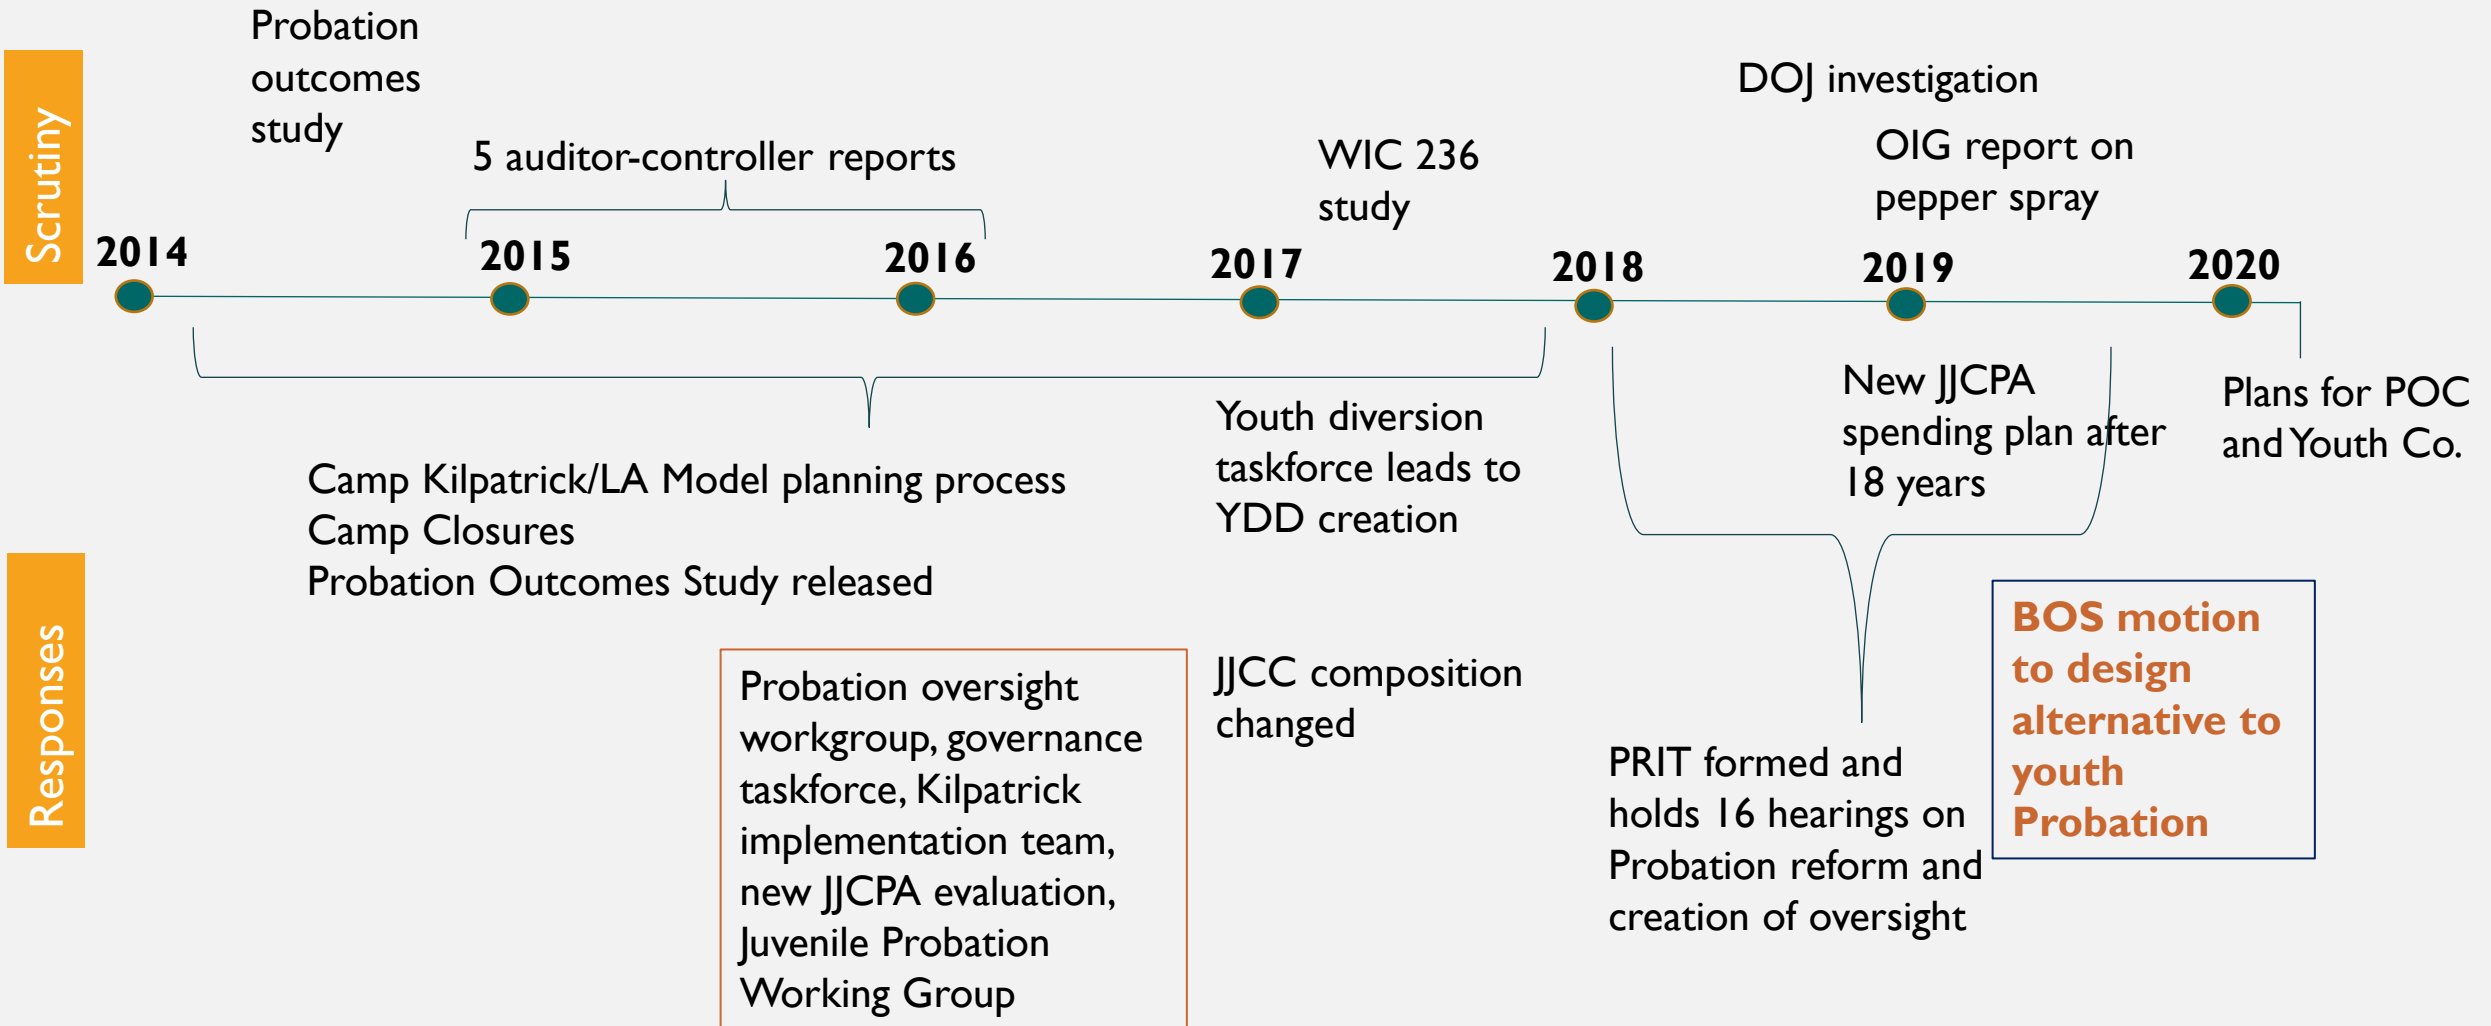 Scrutiny
Probation
outcomes
study
5 auditor-controller reports
WIC 236
study
DOJ investigation
OIG report on
pepper spray
2014
2015
2016
2017
2018
2019
2020
Responses
Camp Kilpatrick/LA Model planning process
Camp Closures
Probation Outcomes Study released
Probation oversight
workgroup, governance
taskforce, Kilpatrick
implementation team,
new JJCPA evaluation,
Juvenile Probation
Working Group
Youth diversion
taskforce leads to
YDD creation
JJCC composition
changed
New JJCPA
spending plan after
18 years
PRIT formed and
holds 16 hearings on
Probation reform and
creation of oversight
BOS motion
to design
alternative to
youth
Probation
Plans for POC
and Youth Co.